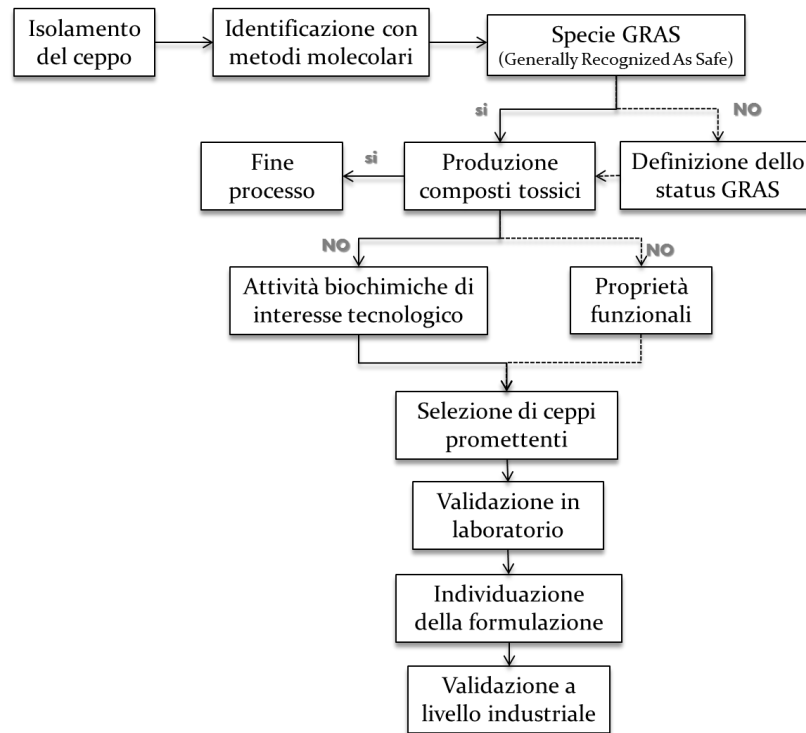 Isolamento
del ceppo
Identificazione con
metodi molecolari
Specie GRAS
(Generally Recognized As Safe)
si
NO
Fine
processo
si
Produzione
composti tossici
Definizione dello
status GRAS
NO
NO
Attività biochimiche di
interesse tecnologico
Proprietà
funzionali
Selezione di ceppi
promettenti
Validazione in
laboratorio
Individuazione
della formulazione
Validazione a
livello industriale